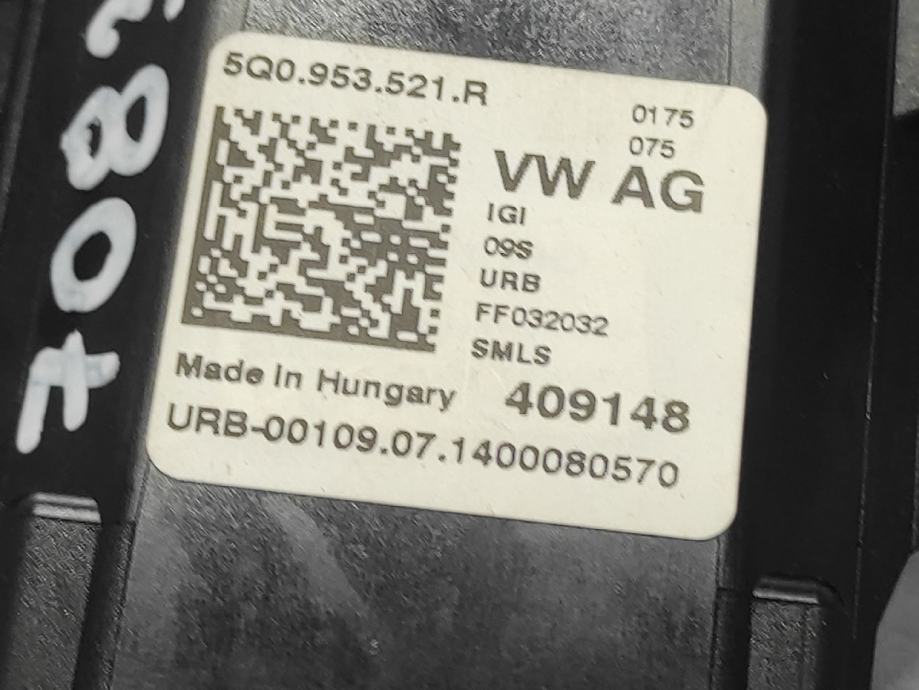 5Q0.953.521.R
0175
075
VW AG
IGI
09S
URB
FF032032
SMLS
Made In Hungary
409148
URB-00109.07.1400080570